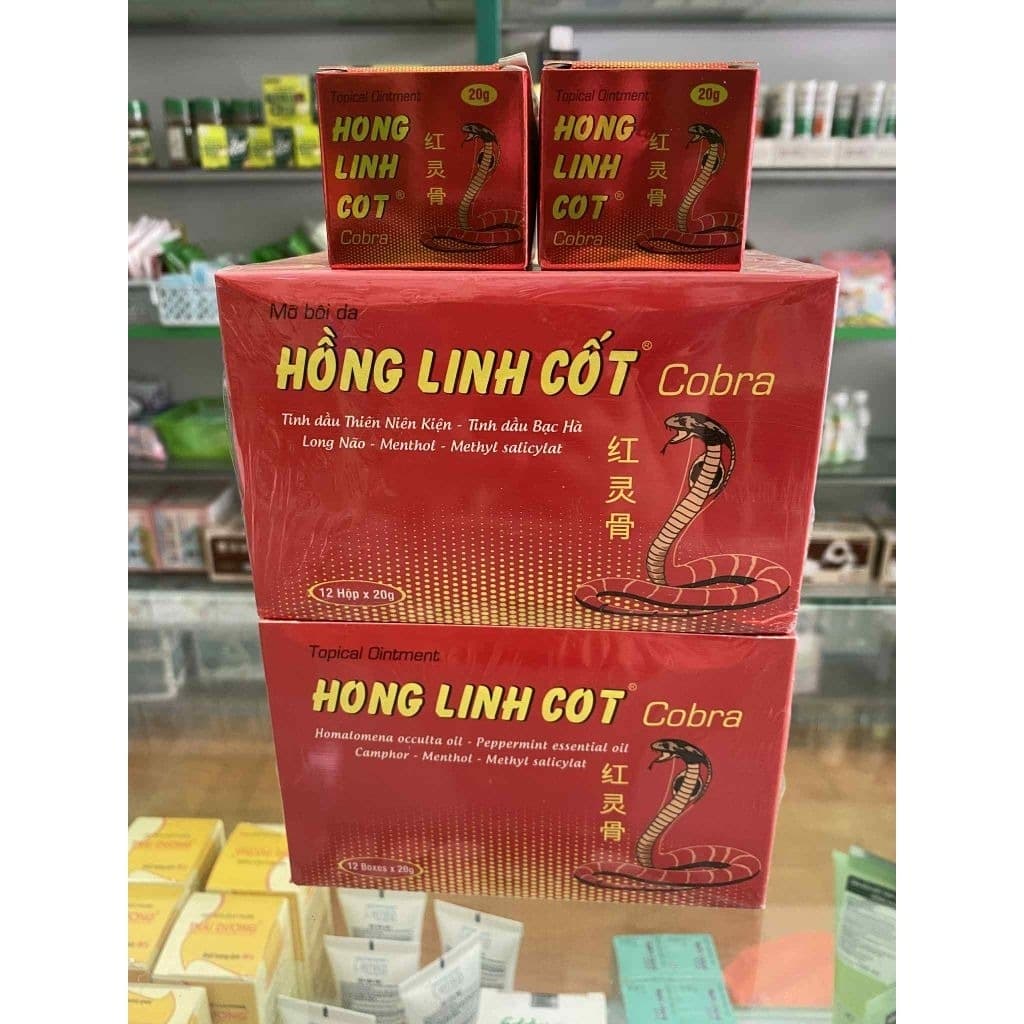 Topical Ointment
20g
HONG
LINH
COT®
Cobra
红灵骨
Topical Ointment
20g
HONG
LINH
COT®
Cobra
红灵骨
Mỡ bôi da
HỒNG LINH CỐT® Cobra
Tinh dầu Thiên Niên Kiện - Tinh dầu Bạc Hà
Long Não - Menthol - Methyl salicylat
红灵骨
12 Hộp x 20g
Topical Ointment
HONG LINH COT® Cobra
Homalomena occulta oil - Peppermint essential oil
Camphor - Menthol - Methyl salicylat
红灵骨
12 Boxes x 20g